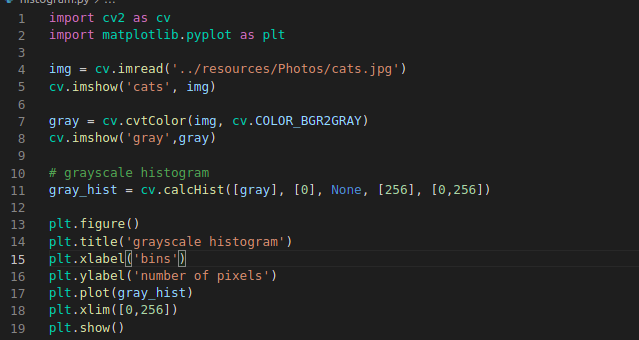 histogram.py > ...
1 import cv2 as cv
2 import matplotlib.pyplot as plt
3
4 img = cv.imread('../resources/Photos/cats.jpg')
5 cv.imshow('cats', img)
6
7 gray = cv.cvtColor(img, cv.COLOR_BGR2GRAY)
8 cv.imshow('gray',gray)
9
10 # grayscale histogram
11 gray_hist = cv.calcHist([gray], [0], None, [256], [0,256])
12
13 plt.figure()
14 plt.title('grayscale histogram')
15 plt.xlabel('bins')
16 plt.ylabel('number of pixels')
17 plt.plot(gray_hist)
18 plt.xlim([0,256])
19 plt.show()